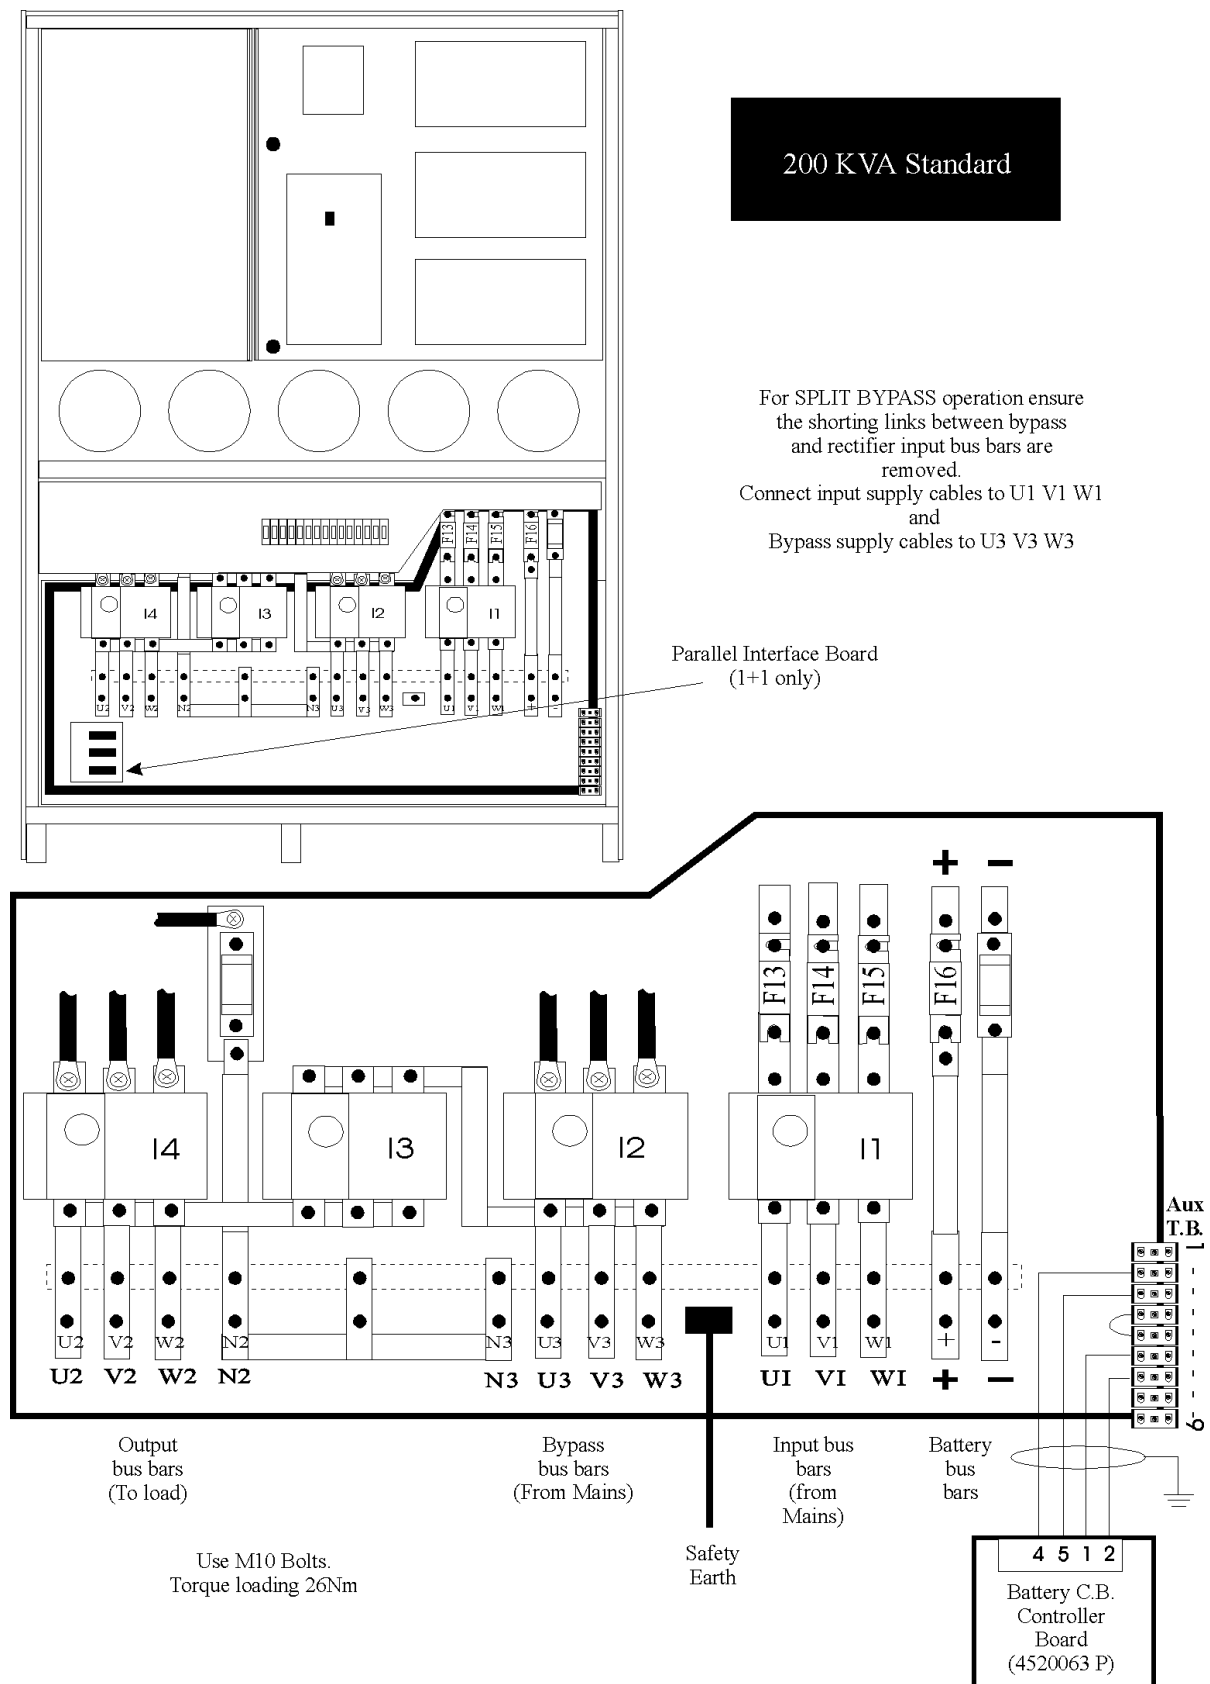 200 KVA Standard
For SPLIT BYPASS operation ensure
the shorting links between bypass
and rectifier input bus bars are
removed.
Connect input supply cables to U1 V1 W1
and
Bypass supply cables to U3 V3 W3
F13 F14 F15 F16
I4 I3 I2 I1
Parallel Interface Board
(1+1 only)
U2 V2 W2 N2 N3 U3 V3 W3 U1 V1 W1 + -
+ −
F13 F14 F15 F16
I4 I3 I2 I1
Aux
T.B.
1
U2 V2 W2 N2 N3 U3 V3 W3 U1 V1 W1 + -
U2 V2 W2 N2 N3 U3 V3 W3 U1 V1 W1 + −
9
Output
bus bars
(To load)
Bypass
bus bars
(From Mains)
Input bus
bars
(from
Mains)
Battery
bus
bars
Use M10 Bolts.
Torque loading 26Nm
Safety
Earth
4 5 1 2
Battery C.B.
Controller
Board
(4520063 P)